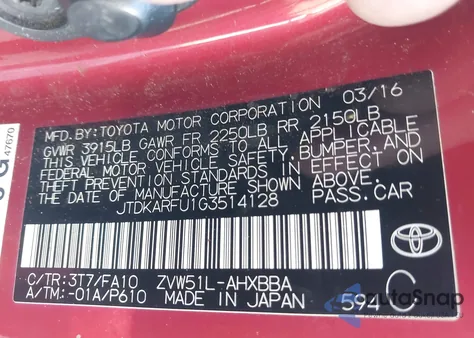 MFD.BY:TOYOTA MOTOR CORPORATION 03/16
GVWR 3915LB GAWR FR 2250LB RR 2150LB
THIS VEHICLE CONFORMS TO ALL APPLICABLE
FEDERAL MOTOR VEHICLE SAFETY,BUMPER,AND
THEFT PREVENTION STANDARDS IN EFFECT ON
THE DATE OF MANUFACTURE SHOWN ABOVE.
JTDKARFU1G3514128 PASS.CAR
C/TR:3T7/FA10 ZVW51L-AHXBBA
A/TM:-01A/P610 MADE IN JAPAN 594
C
TOYOTA
47670
G
AutoSnap